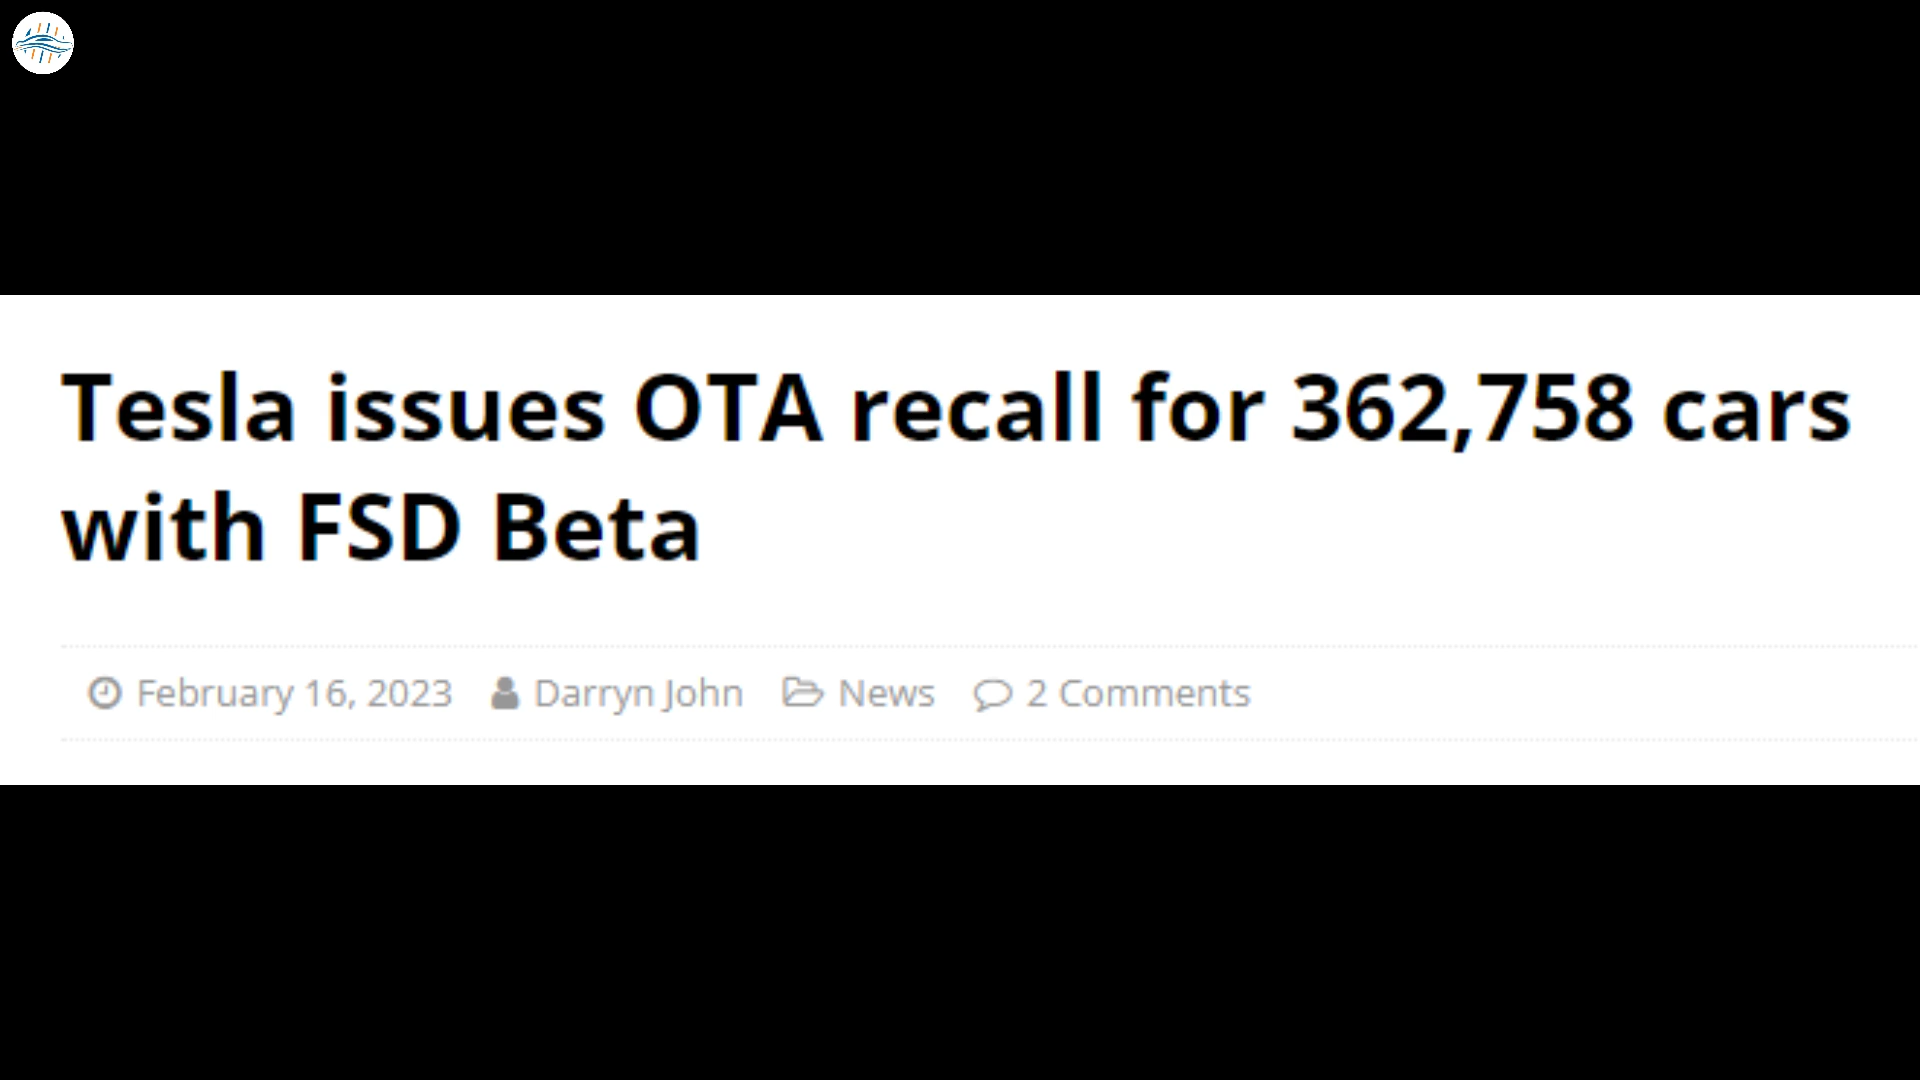 Tesla issues OTA recall for 362,758 cars
with FSD Beta
February 16, 2023 Darryn John News 2 Comments